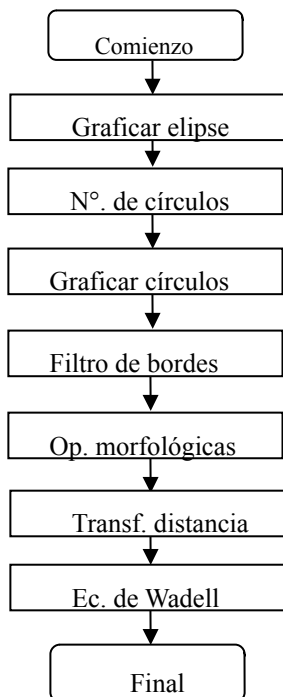 Comienzo
Graficar elipse
N°. de círculos
Graficar círculos
Filtro de bordes
Op. morfológicas
Transf. distancia
Ec. de Wadell
Final